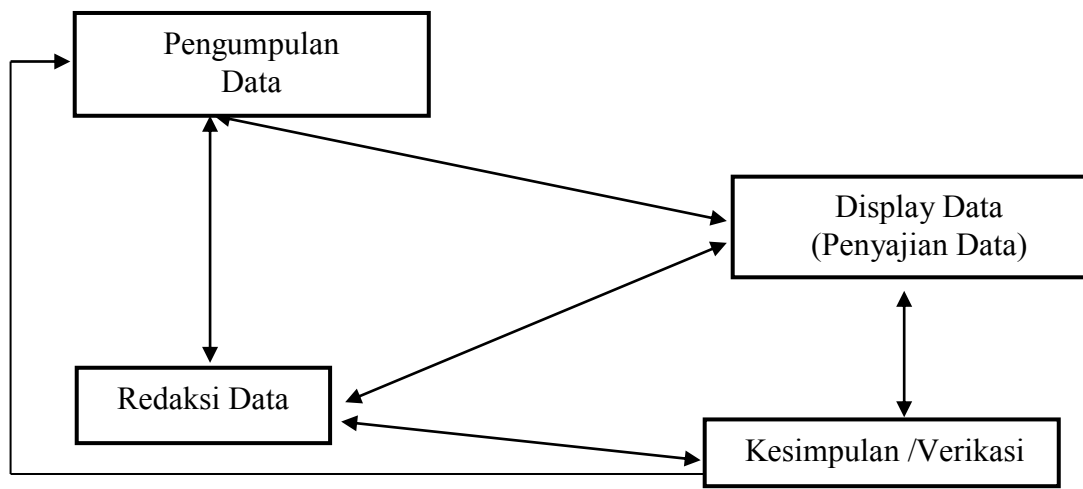 Pengumpulan
Data
Display Data
(Penyajian Data)
Redaksi Data
Kesimpulan /Verikasi